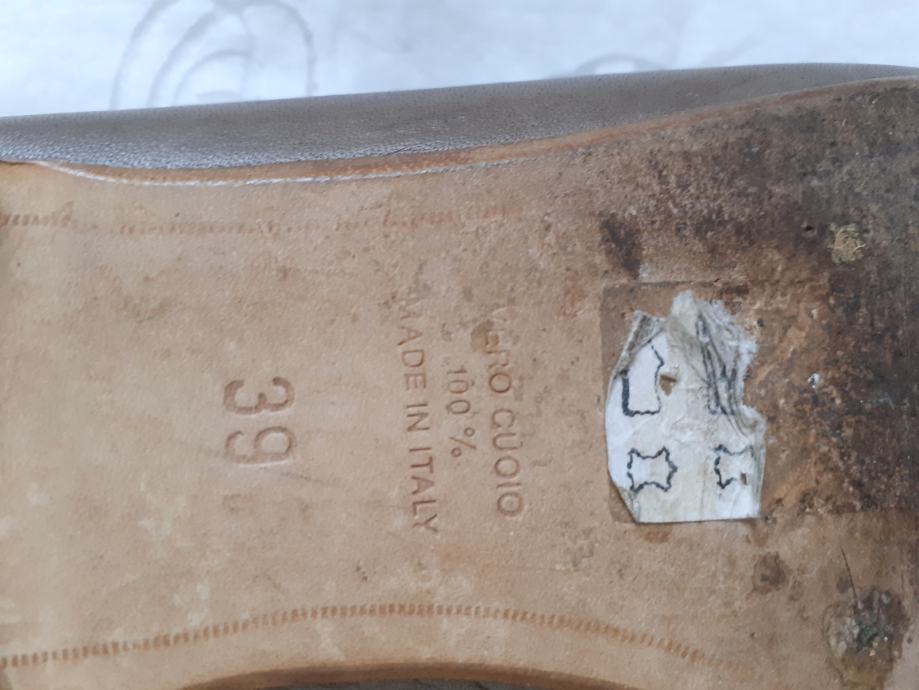 VERO CUOIO
100 %
MADE IN ITALY
39